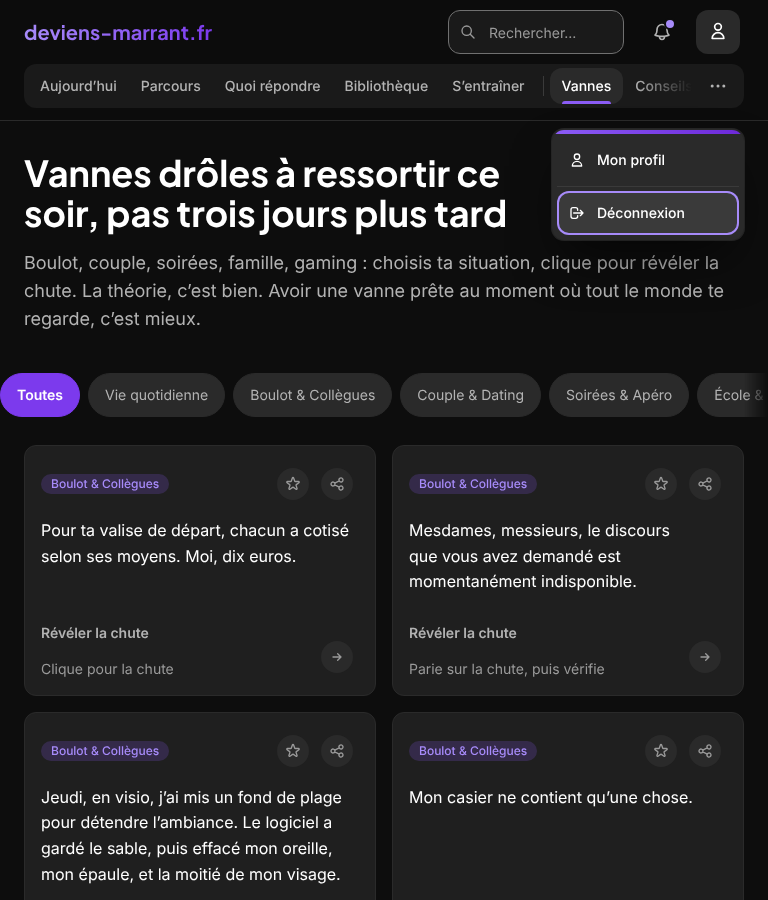 deviens-marrant.fr
Rechercher...
Aujourd’hui
Parcours
Quoi répondre
Bibliothèque
S’entraîner
Vannes
Conseils
Mon profil
Déconnexion
Vannes drôles à ressortir ce
soir, pas trois jours plus tard
Boulot, couple, soirées, famille, gaming : choisis ta situation, clique pour révéler la
chute. La théorie, c’est bien. Avoir une vanne prête au moment où tout le monde te
regarde, c’est mieux.
Toutes
Vie quotidienne
Boulot & Collègues
Couple & Dating
Soirées & Apéro
École &
Boulot & Collègues
Pour ta valise de départ, chacun a cotisé
selon ses moyens. Moi, dix euros.
Révéler la chute
Clique pour la chute
Boulot & Collègues
Mesdames, messieurs, le discours
que vous avez demandé est
momentanément indisponible.
Révéler la chute
Parie sur la chute, puis vérifie
Boulot & Collègues
Jeudi, en visio, j’ai mis un fond de plage
pour détendre l’ambiance. Le logiciel a
gardé le sable, puis effacé mon oreille,
mon épaule, et la moitié de mon visage.
Boulot & Collègues
Mon casier ne contient qu’une chose.